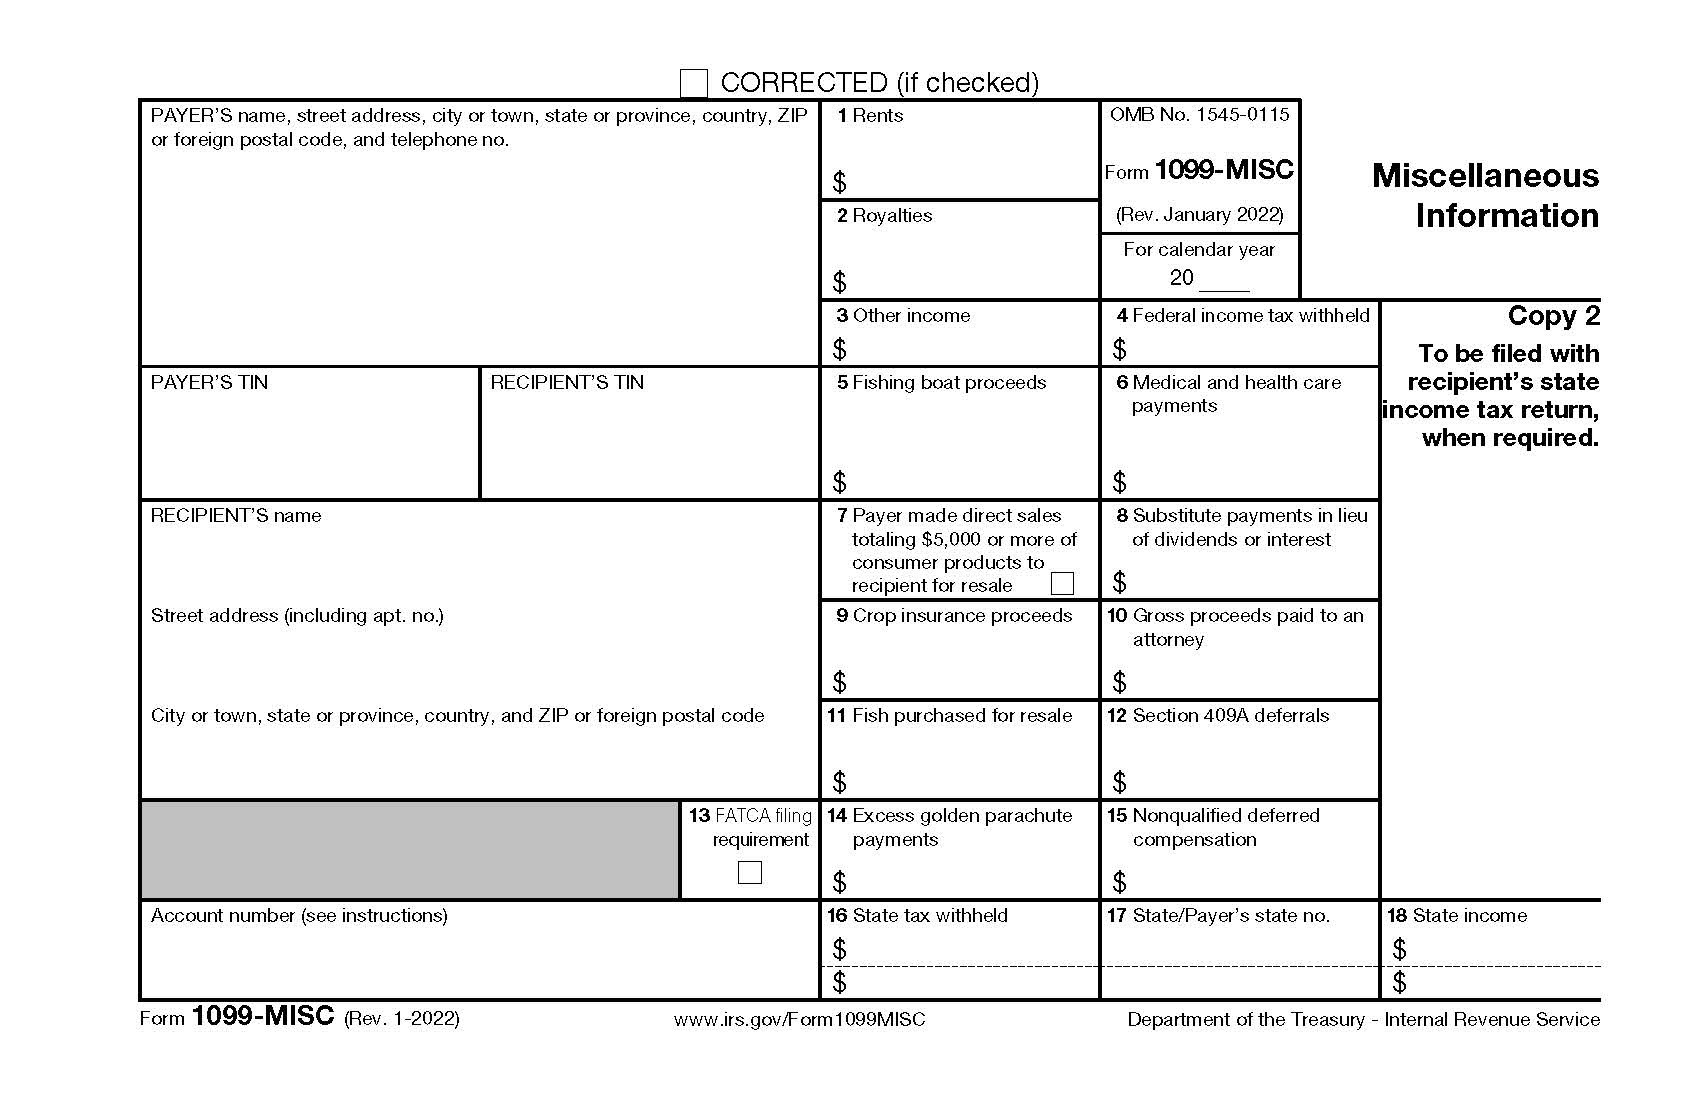 CORRECTED (if checked)
PAYER'S name, street address, city or town, state or province, country, ZIP
or foreign postal code, and telephone no.
1 Rents
$
2 Royalties
$
OMB No. 1545-0115
Form 1099-MISC
(Rev. January 2022)
For calendar year
20 ____
Miscellaneous
Information
3 Other income
$
4 Federal income tax withheld
$
Copy 2
To be filed with
recipient's state
income tax return,
when required.
PAYER'S TIN
RECIPIENT'S TIN
5 Fishing boat proceeds
$
6 Medical and health care
payments
$
RECIPIENT'S name
7 Payer made direct sales
totaling $5,000 or more of
consumer products to
recipient for resale
8 Substitute payments in lieu
of dividends or interest
$
Street address (including apt. no.)
9 Crop insurance proceeds
$
10 Gross proceeds paid to an
attorney
$
City or town, state or province, country, and ZIP or foreign postal code
11 Fish purchased for resale
$
12 Section 409A deferrals
$
13 FATCA filing
requirement
14 Excess golden parachute
payments
$
15 Nonqualified deferred
compensation
$
Account number (see instructions)
16 State tax withheld
$
$
17 State/Payer's state no.
18 State income
$
$
Form 1099-MISC (Rev. 1-2022)
www.irs.gov/Form1099MISC
Department of the Treasury - Internal Revenue Service